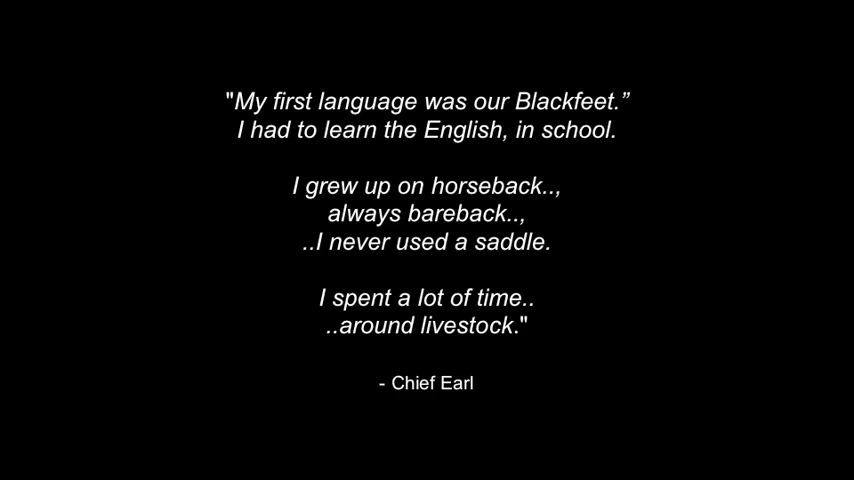 "My first language was our Blackfeet.”
I had to learn the English, in school.
I grew up on horseback..,
always bareback..,
..I never used a saddle.
I spent a lot of time..
..around livestock."
- Chief Earl